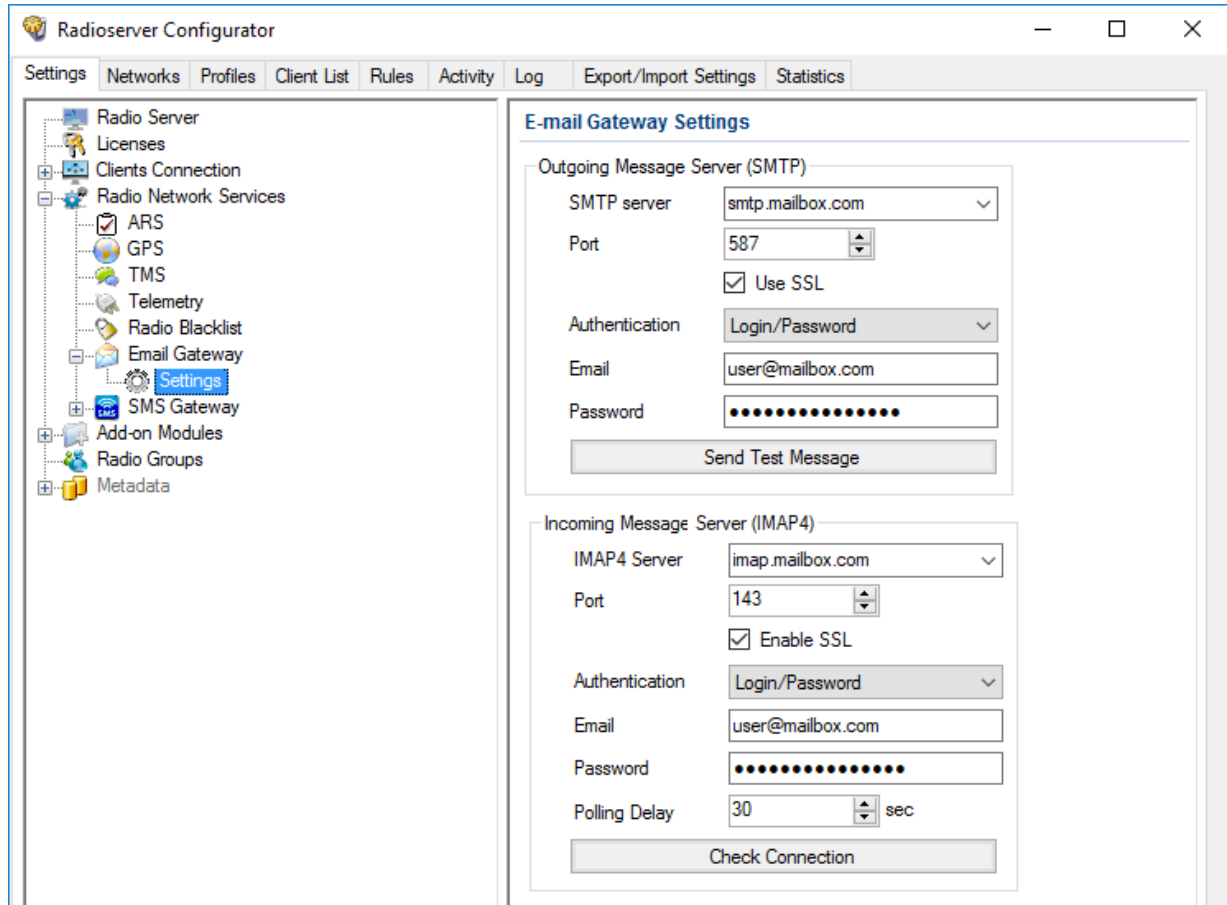 Radioserver Configurator
Settings Networks Profiles Client List Rules Activity Log Export/Import Settings Statistics
Radio Server
Licenses
Clients Connection
Radio Network Services
ARS
GPS
TMS
Telemetry
Radio Blacklist
Email Gateway
Settings
SMS
SMS Gateway
Add-on Modules
Radio Groups
Metadata
E-mail Gateway Settings
Outgoing Message Server (SMTP)
SMTP server smtp.mailbox.com
Port 587
Use SSL
Authentication Login/Password
Email user@mailbox.com
Password •••••••••••••••
Send Test Message
Incoming Message Server (IMAP4)
IMAP4 Server imap.mailbox.com
Port 143
Enable SSL
Authentication Login/Password
Email user@mailbox.com
Password •••••••••••••••
Polling Delay 30 sec
Check Connection